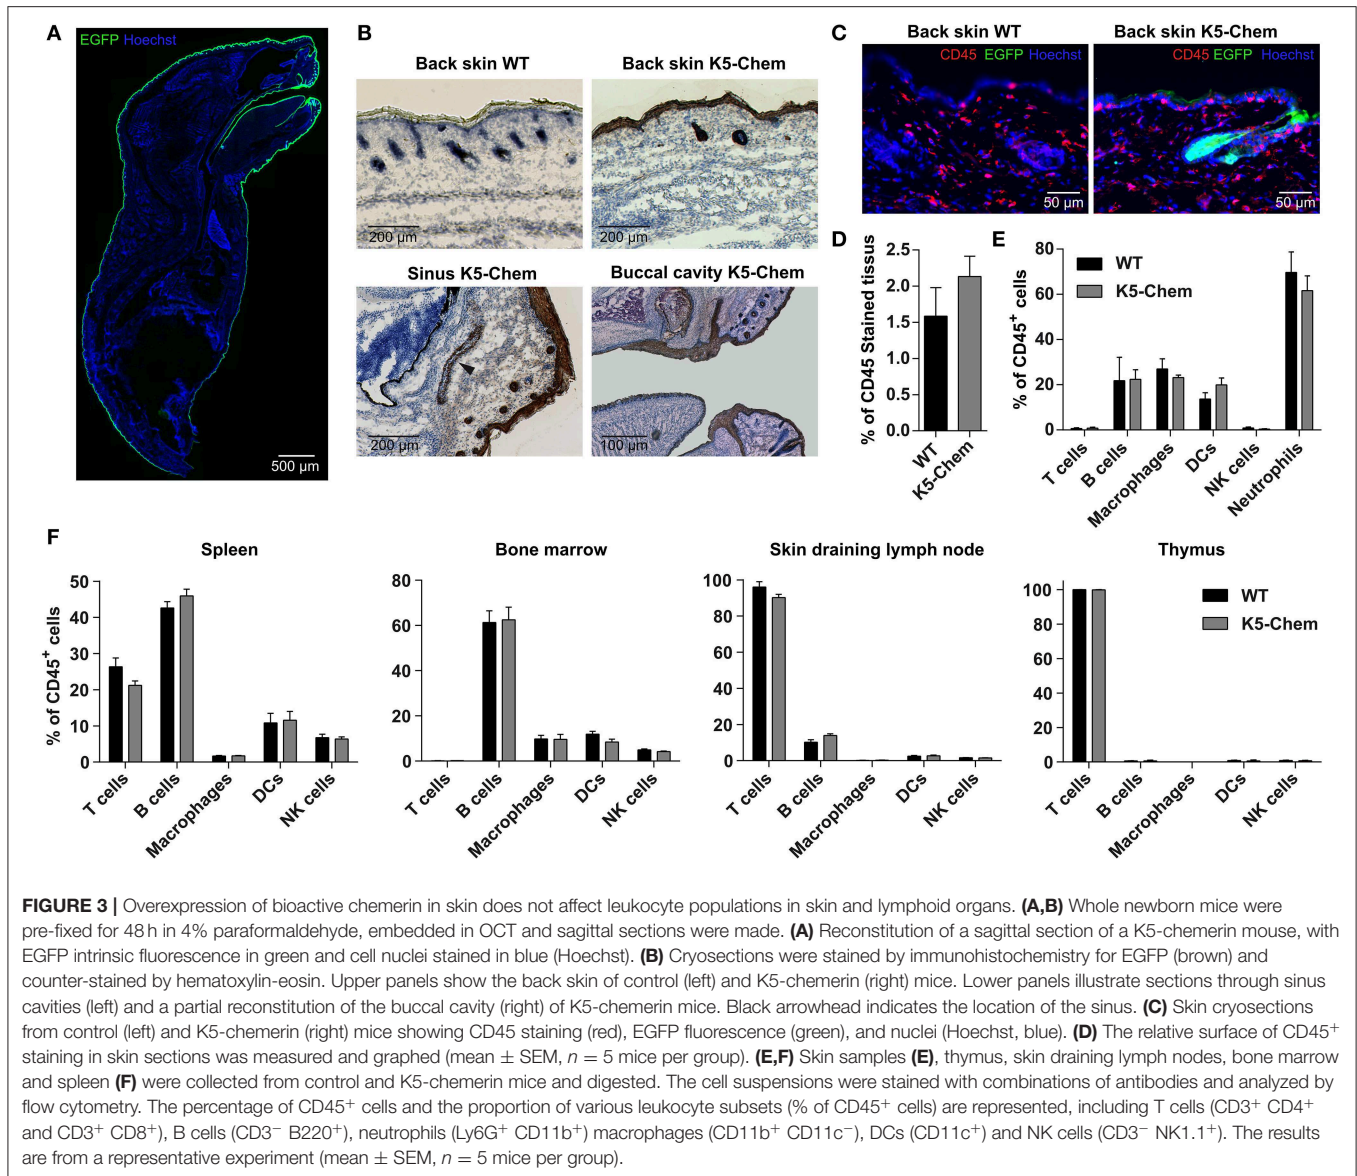 A
EGFP Hoechst
500 µm
B
Back skin WT
200 µm
Back skin K5-Chem
200 µm
Sinus K5-Chem
200 µm
Buccal cavity K5-Chem
100 µm
C
Back skin WT
CD45 EGFP Hoechst
50 µm
Back skin K5-Chem
CD45 EGFP Hoechst
50 µm
D
% of CD45 Stained tissue
2.5
2.0
1.5
1.0
0.5
0.0
WT
K5-Chem
E
% of CD45⁺ cells
80
60
40
20
0
WT
K5-Chem
T cells
B cells
Macrophages
DCs
NK cells
Neutrophils
F
Spleen
% of CD45⁺ cells
50
40
30
20
10
0
T cells
B cells
Macrophages
DCs
NK cells
Bone marrow
80
60
40
20
0
T cells
B cells
Macrophages
DCs
NK cells
Skin draining lymph node
100
80
60
40
20
0
T cells
B cells
Macrophages
DCs
NK cells
Thymus
100
80
60
40
20
0
WT
K5-Chem
T cells
B cells
Macrophages
DCs
NK cells
FIGURE 3 | Overexpression of bioactive chemerin in skin does not affect leukocyte populations in skin and lymphoid organs. (A,B) Whole newborn mice were
pre-fixed for 48 h in 4% paraformaldehyde, embedded in OCT and sagittal sections were made. (A) Reconstitution of a sagittal section of a K5-chemerin mouse, with
EGFP intrinsic fluorescence in green and cell nuclei stained in blue (Hoechst). (B) Cryosections were stained by immunohistochemistry for EGFP (brown) and
counter-stained by hematoxylin-eosin. Upper panels show the back skin of control (left) and K5-chemerin (right) mice. Lower panels illustrate sections through sinus
cavities (left) and a partial reconstitution of the buccal cavity (right) of K5-chemerin mice. Black arrowhead indicates the location of the sinus. (C) Skin cryosections
from control (left) and K5-chemerin (right) mice showing CD45 staining (red), EGFP fluorescence (green), and nuclei (Hoechst, blue). (D) The relative surface of CD45⁺
staining in skin sections was measured and graphed (mean ± SEM, n = 5 mice per group). (E,F) Skin samples (E), thymus, skin draining lymph nodes, bone marrow
and spleen (F) were collected from control and K5-chemerin mice and digested. The cell suspensions were stained with combinations of antibodies and analyzed by
flow cytometry. The percentage of CD45⁺ cells and the proportion of various leukocyte subsets (% of CD45⁺ cells) are represented, including T cells (CD3⁺ CD4⁺
and CD3⁺ CD8⁺), B cells (CD3⁻ B220⁺), neutrophils (Ly6G⁺ CD11b⁺) macrophages (CD11b⁺ CD11c⁻), DCs (CD11c⁺) and NK cells (CD3⁻ NK1.1⁺). The results
are from a representative experiment (mean ± SEM, n = 5 mice per group).